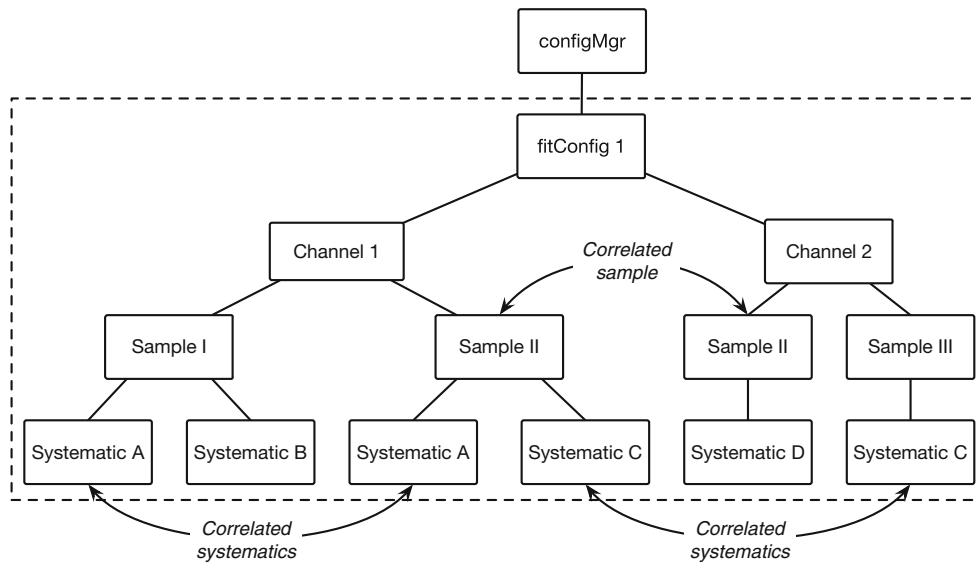 configMgr
fitConfig 1
Channel 1
Correlated
sample
Channel 2
Sample I
Sample II
Sample II
Sample III
Systematic A
Systematic B
Systematic A
Systematic C
Systematic D
Systematic C
Correlated
systematics
Correlated
systematics